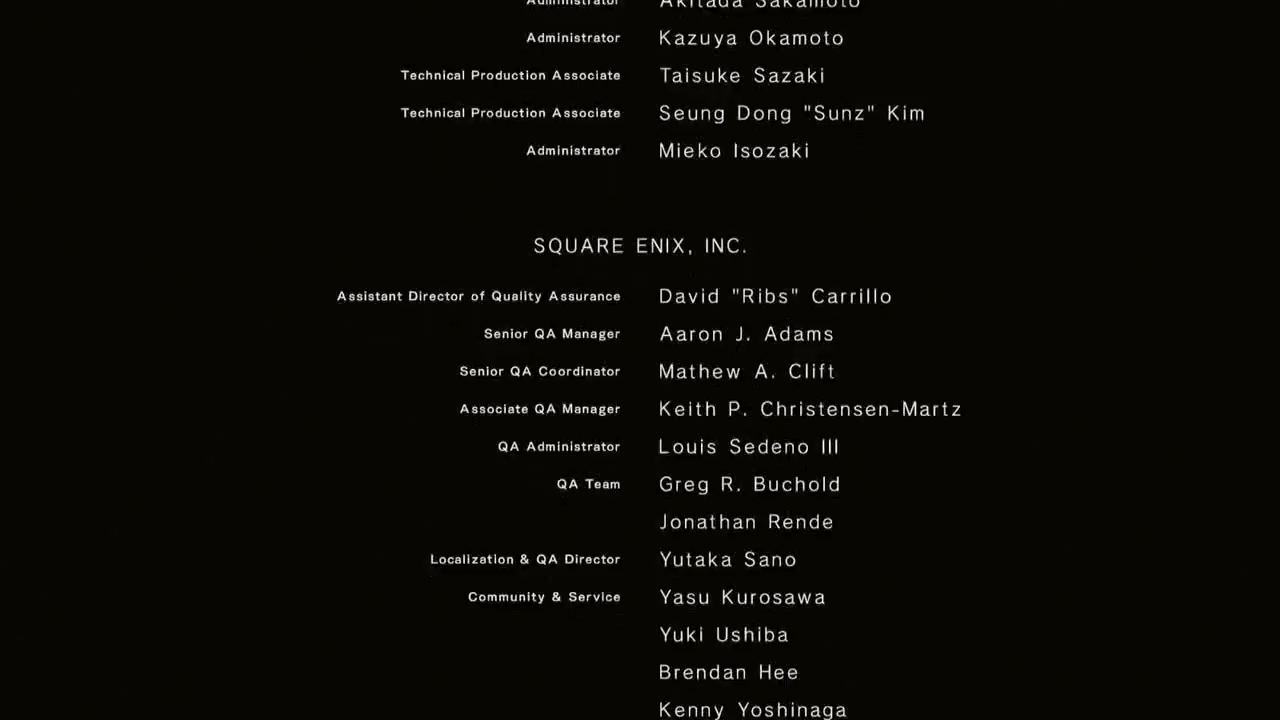 Administrator Akitada Sakamoto
Administrator Kazuya Okamoto
Technical Production Associate Taisuke Sazaki
Technical Production Associate Seung Dong "Sunz" Kim
Administrator Mieko Isozaki
SQUARE ENIX, INC.
Assistant Director of Quality Assurance David "Ribs" Carrillo
Senior QA Manager Aaron J. Adams
Senior QA Coordinator Mathew A. Clift
Associate QA Manager Keith P. Christensen-Martz
QA Administrator Louis Sedeno III
QA Team Greg R. Buchold
Jonathan Rende
Localization & QA Director Yutaka Sano
Community & Service Yasu Kurosawa
Yuki Ushiba
Brendan Hee
Kenny Yoshinaga